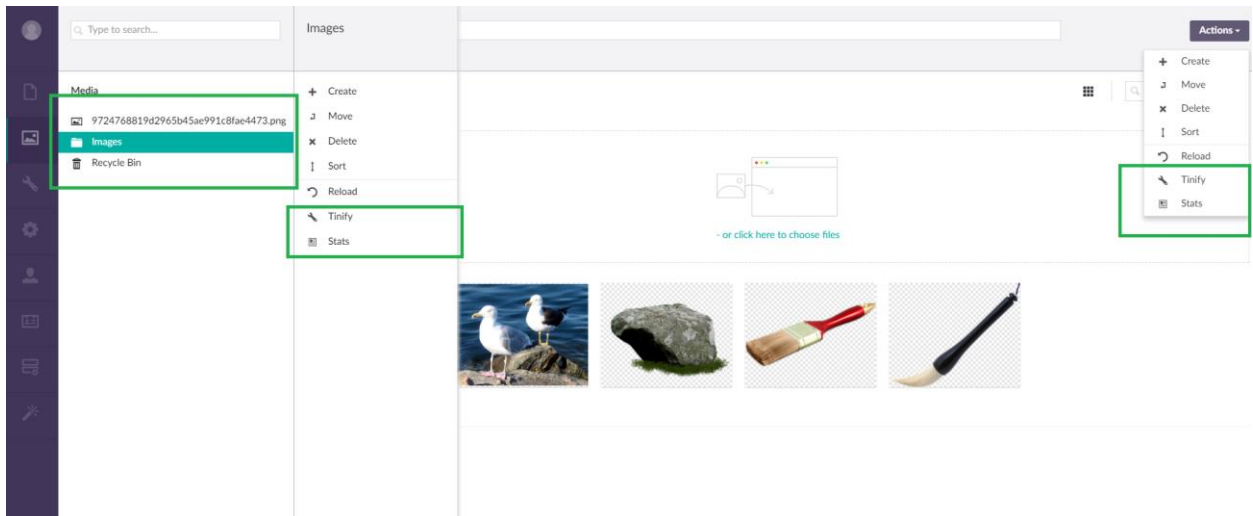 Type to search...
Images
Actions
Media
9724768819d2965b45ae991c8fae4473.png
Images
Recycle Bin
Create
Move
Delete
Sort
Reload
Tinify
Stats
- or click here to choose files
Create
Move
Delete
Sort
Reload
Tinify
Stats